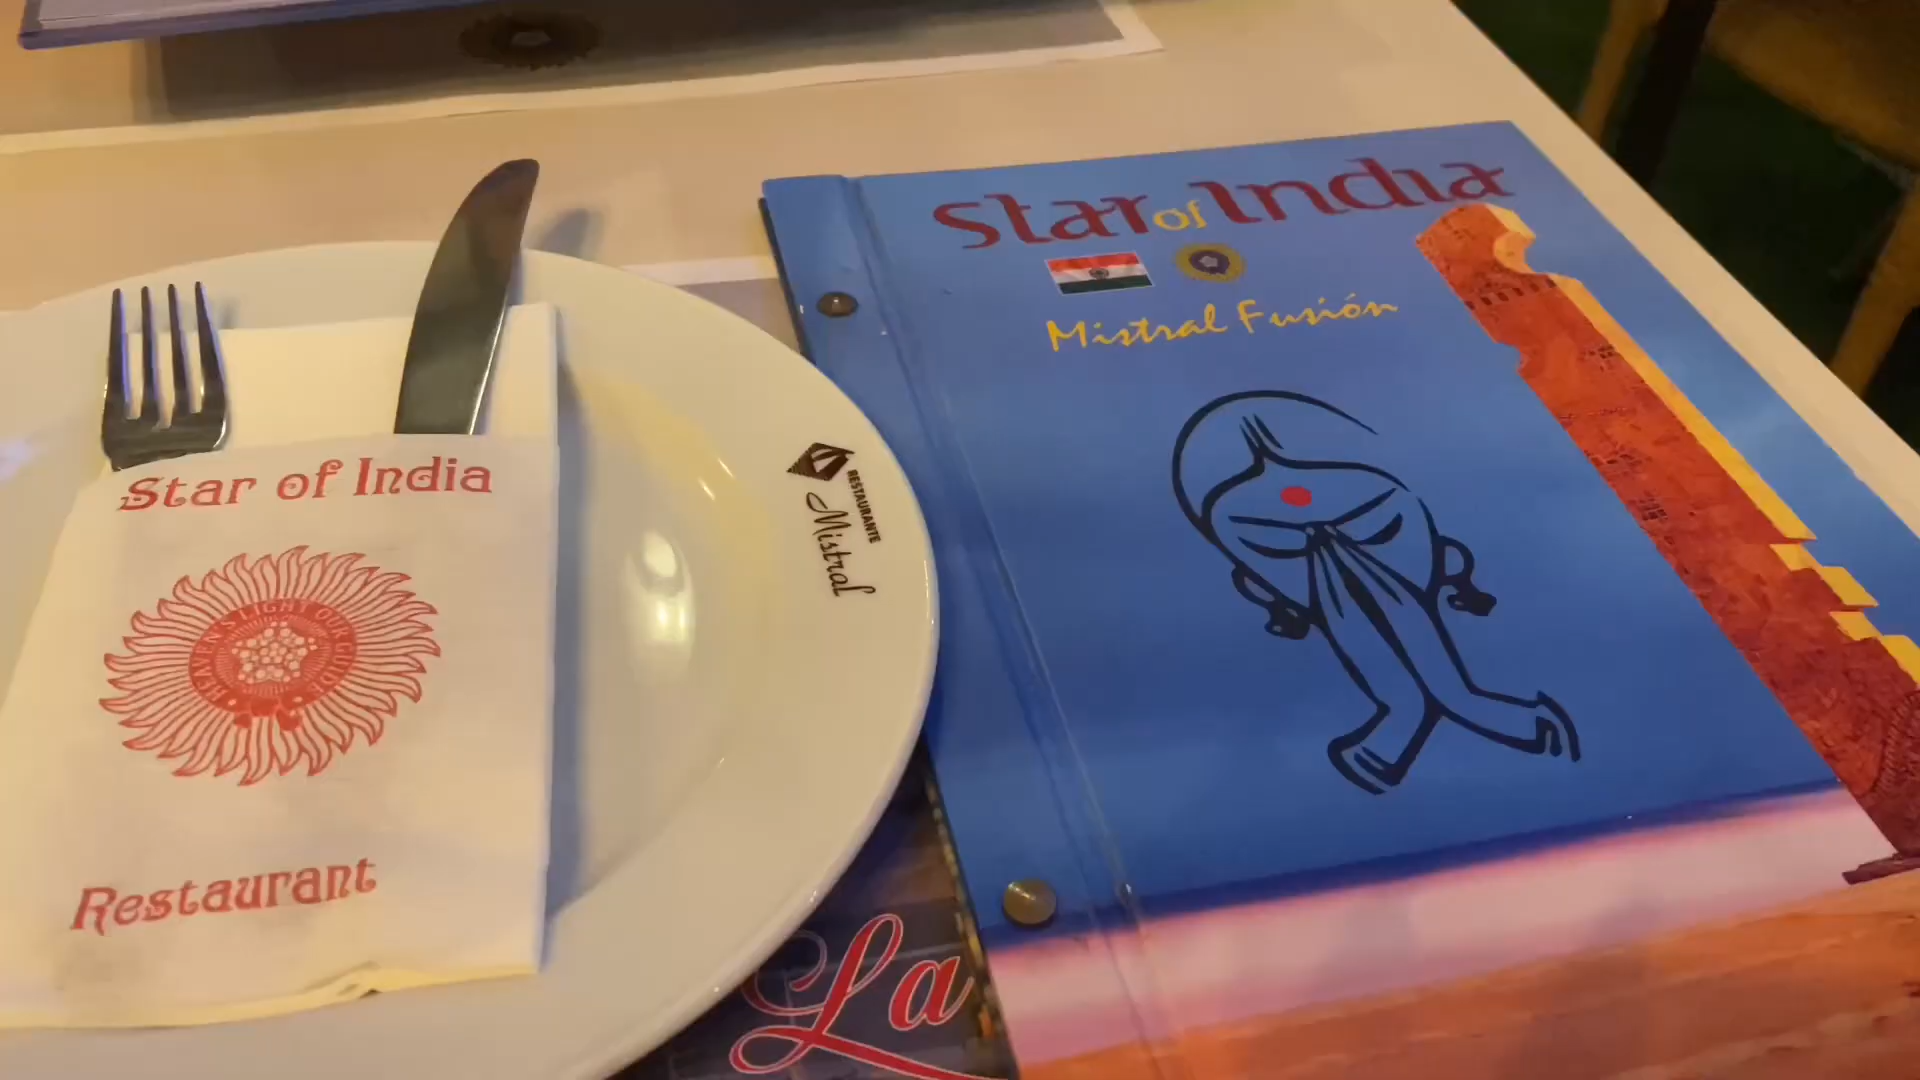 Star of India
HEAVEN'S LIGHT OUR GUIDE
Restaurant
RESTAURANTE
Mistral
Star of India
Mistral Fusión
La